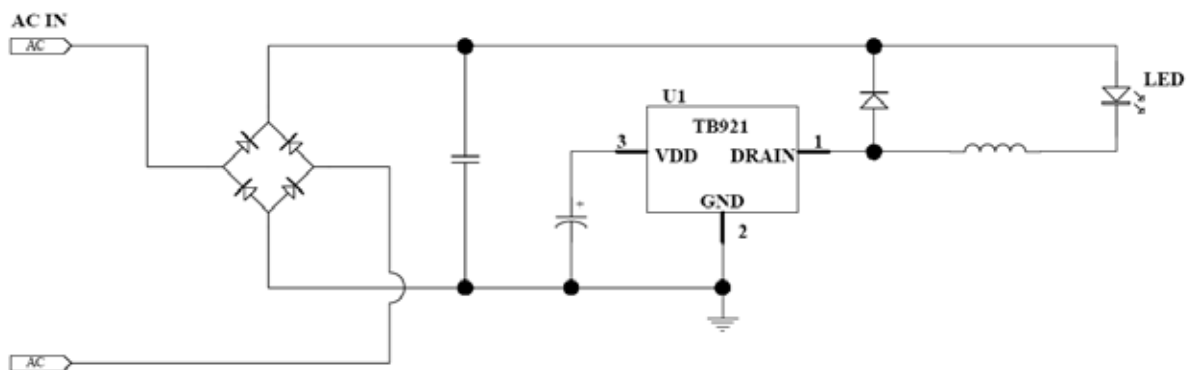 AC IN
AC
U1
TB921
LED
3
VDD
DRAIN
1
+
GND
2
AC